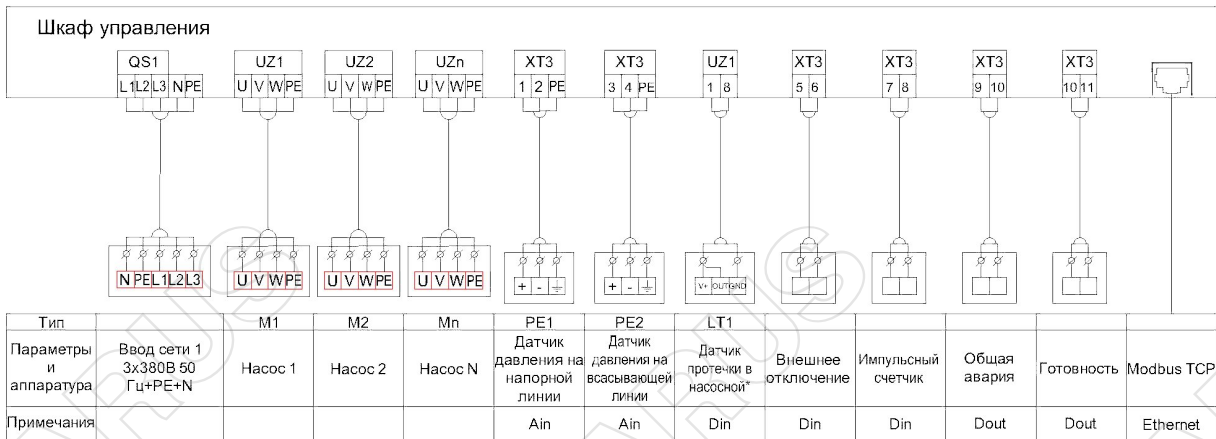 Шкаф управления
QS1 UZ1 UZ2 UZn XT3 XT3 UZ1 XT3 XT3 XT3 XT3
L1 L2 L3 N PE U V W PE U V W PE U V W PE 1 2 PE 3 4 PE 1 8 5 6 7 8 9 10 10 11
N PE L1 L2 L3 U V W PE U V W PE U V W PE + - + - V+ OUT GND
Тип M1 M2 Mn PE1 PE2 LT1
Параметры и аппаратура
Ввод сети 1 3х380В 50 Гц+PE+N
Насос 1
Насос 2
Насос N
Датчик давления на напорной линии
Датчик давления на всасывающей линии
Датчик протечки в насосной*
Внешнее отключение
Импульсный счетчик
Общая авария
Готовность
Modbus TCP
Примечания Ain Ain Din Din Din Dout Dout Ethernet